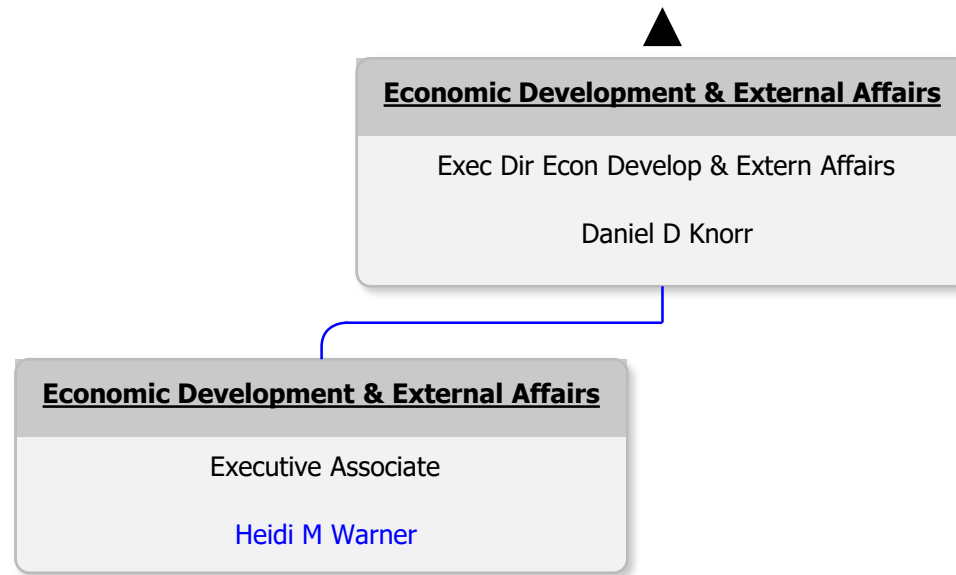 Economic Development & External Affairs
Exec Dir Econ Develop & Extern Affairs
Daniel D Knorr
Economic Development & External Affairs
Executive Associate
Heidi M Warner